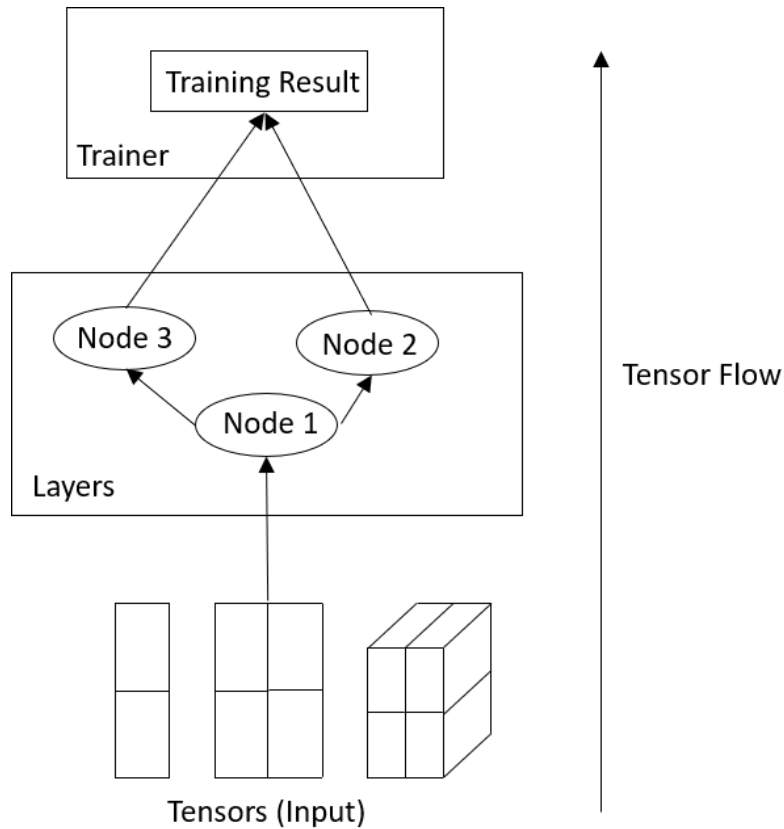 Training Result
Trainer
Node 3
Node 2
Tensor Flow
Node 1
Layers
Tensors (Input)